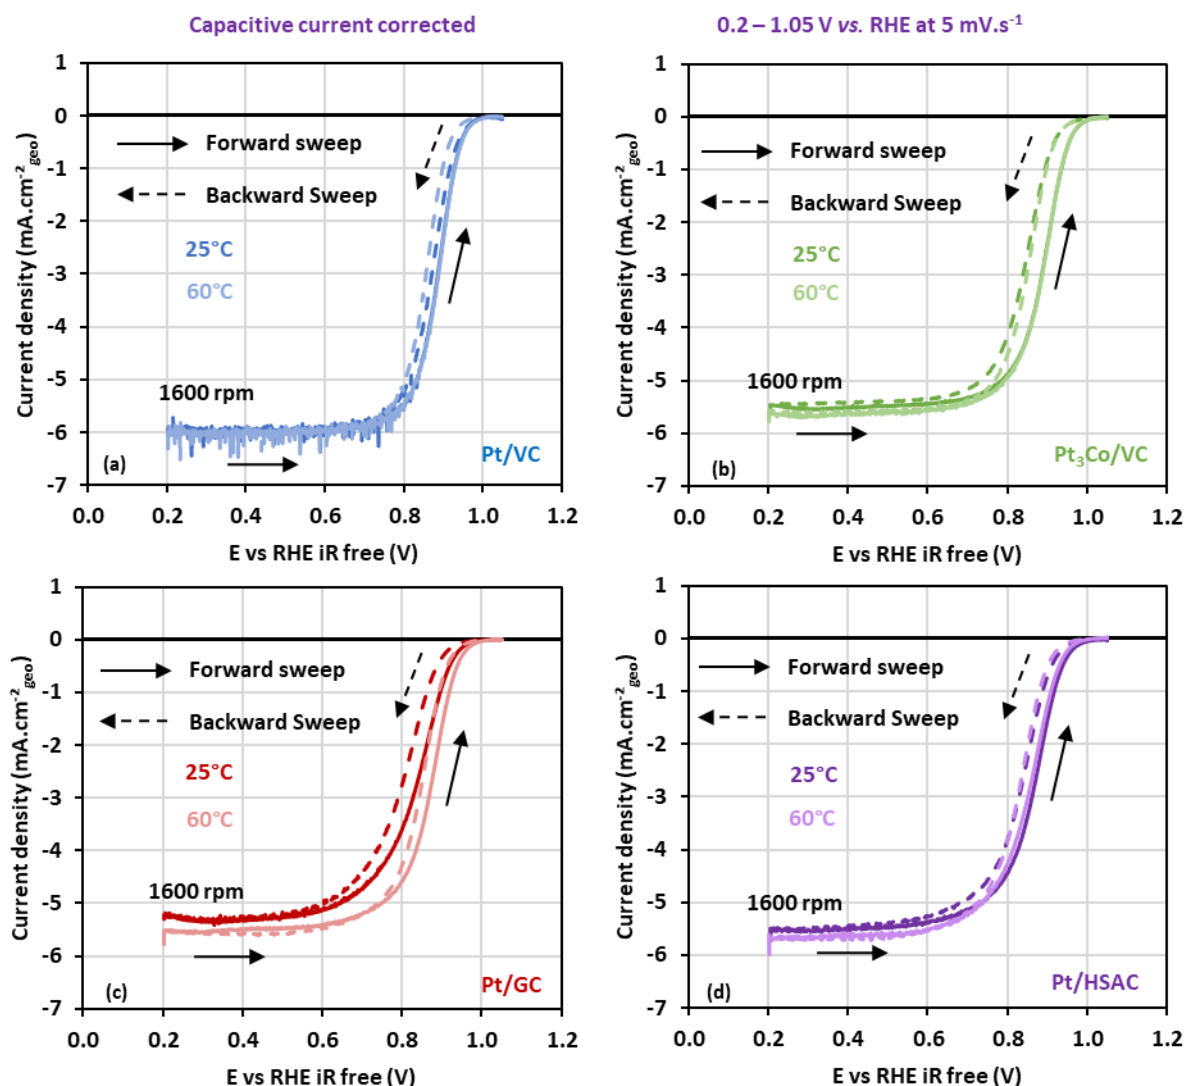 Capacitive current corrected
0.2 – 1.05 V vs. RHE at 5 mV.s⁻¹
Current density (mA.cm⁻²geo)
1
0
-1
-2
-3
-4
-5
-6
-7
Forward sweep
Backward Sweep
25°C
60°C
1600 rpm
(a)
Pt/VC
0.0 0.2 0.4 0.6 0.8 1.0 1.2
E vs RHE iR free (V)
Current density (mA.cm⁻²geo)
1
0
-1
-2
-3
-4
-5
-6
-7
Forward sweep
Backward Sweep
25°C
60°C
1600 rpm
(b)
Pt₃Co/VC
0.0 0.2 0.4 0.6 0.8 1.0 1.2
E vs RHE iR free (V)
Current density (mA.cm⁻²geo)
1
0
-1
-2
-3
-4
-5
-6
-7
Forward sweep
Backward Sweep
25°C
60°C
1600 rpm
(c)
Pt/GC
0.0 0.2 0.4 0.6 0.8 1.0 1.2
E vs RHE iR free (V)
Current density (mA.cm⁻²geo)
1
0
-1
-2
-3
-4
-5
-6
-7
Forward sweep
Backward Sweep
25°C
60°C
1600 rpm
(d)
Pt/HSAC
0.0 0.2 0.4 0.6 0.8 1.0 1.2
E vs RHE iR free (V)